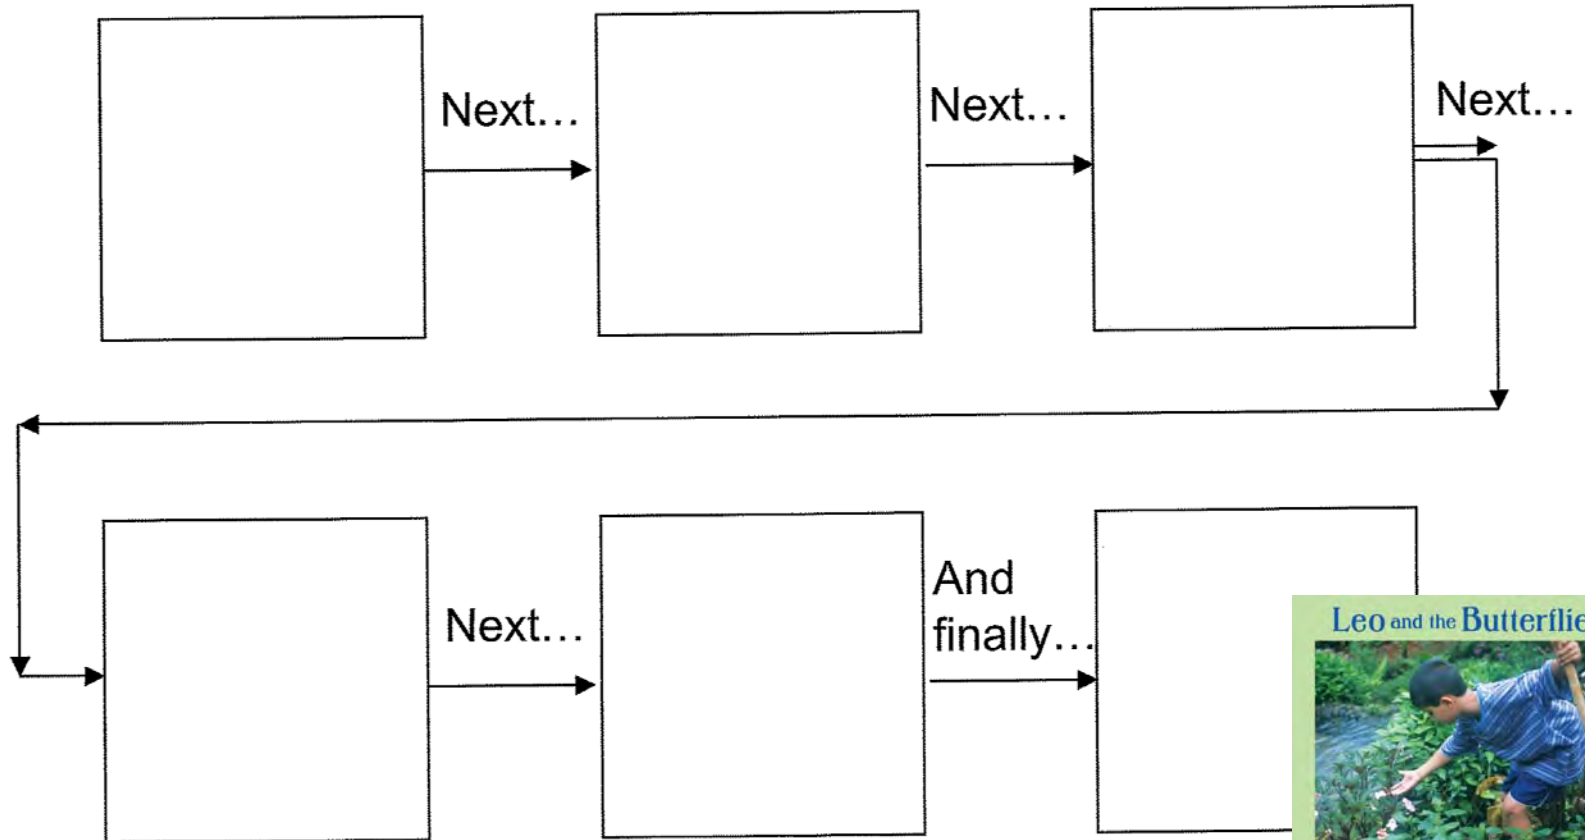 Next…
Next…
Next…
Next…
And
finally…
Leo and the Butterflie